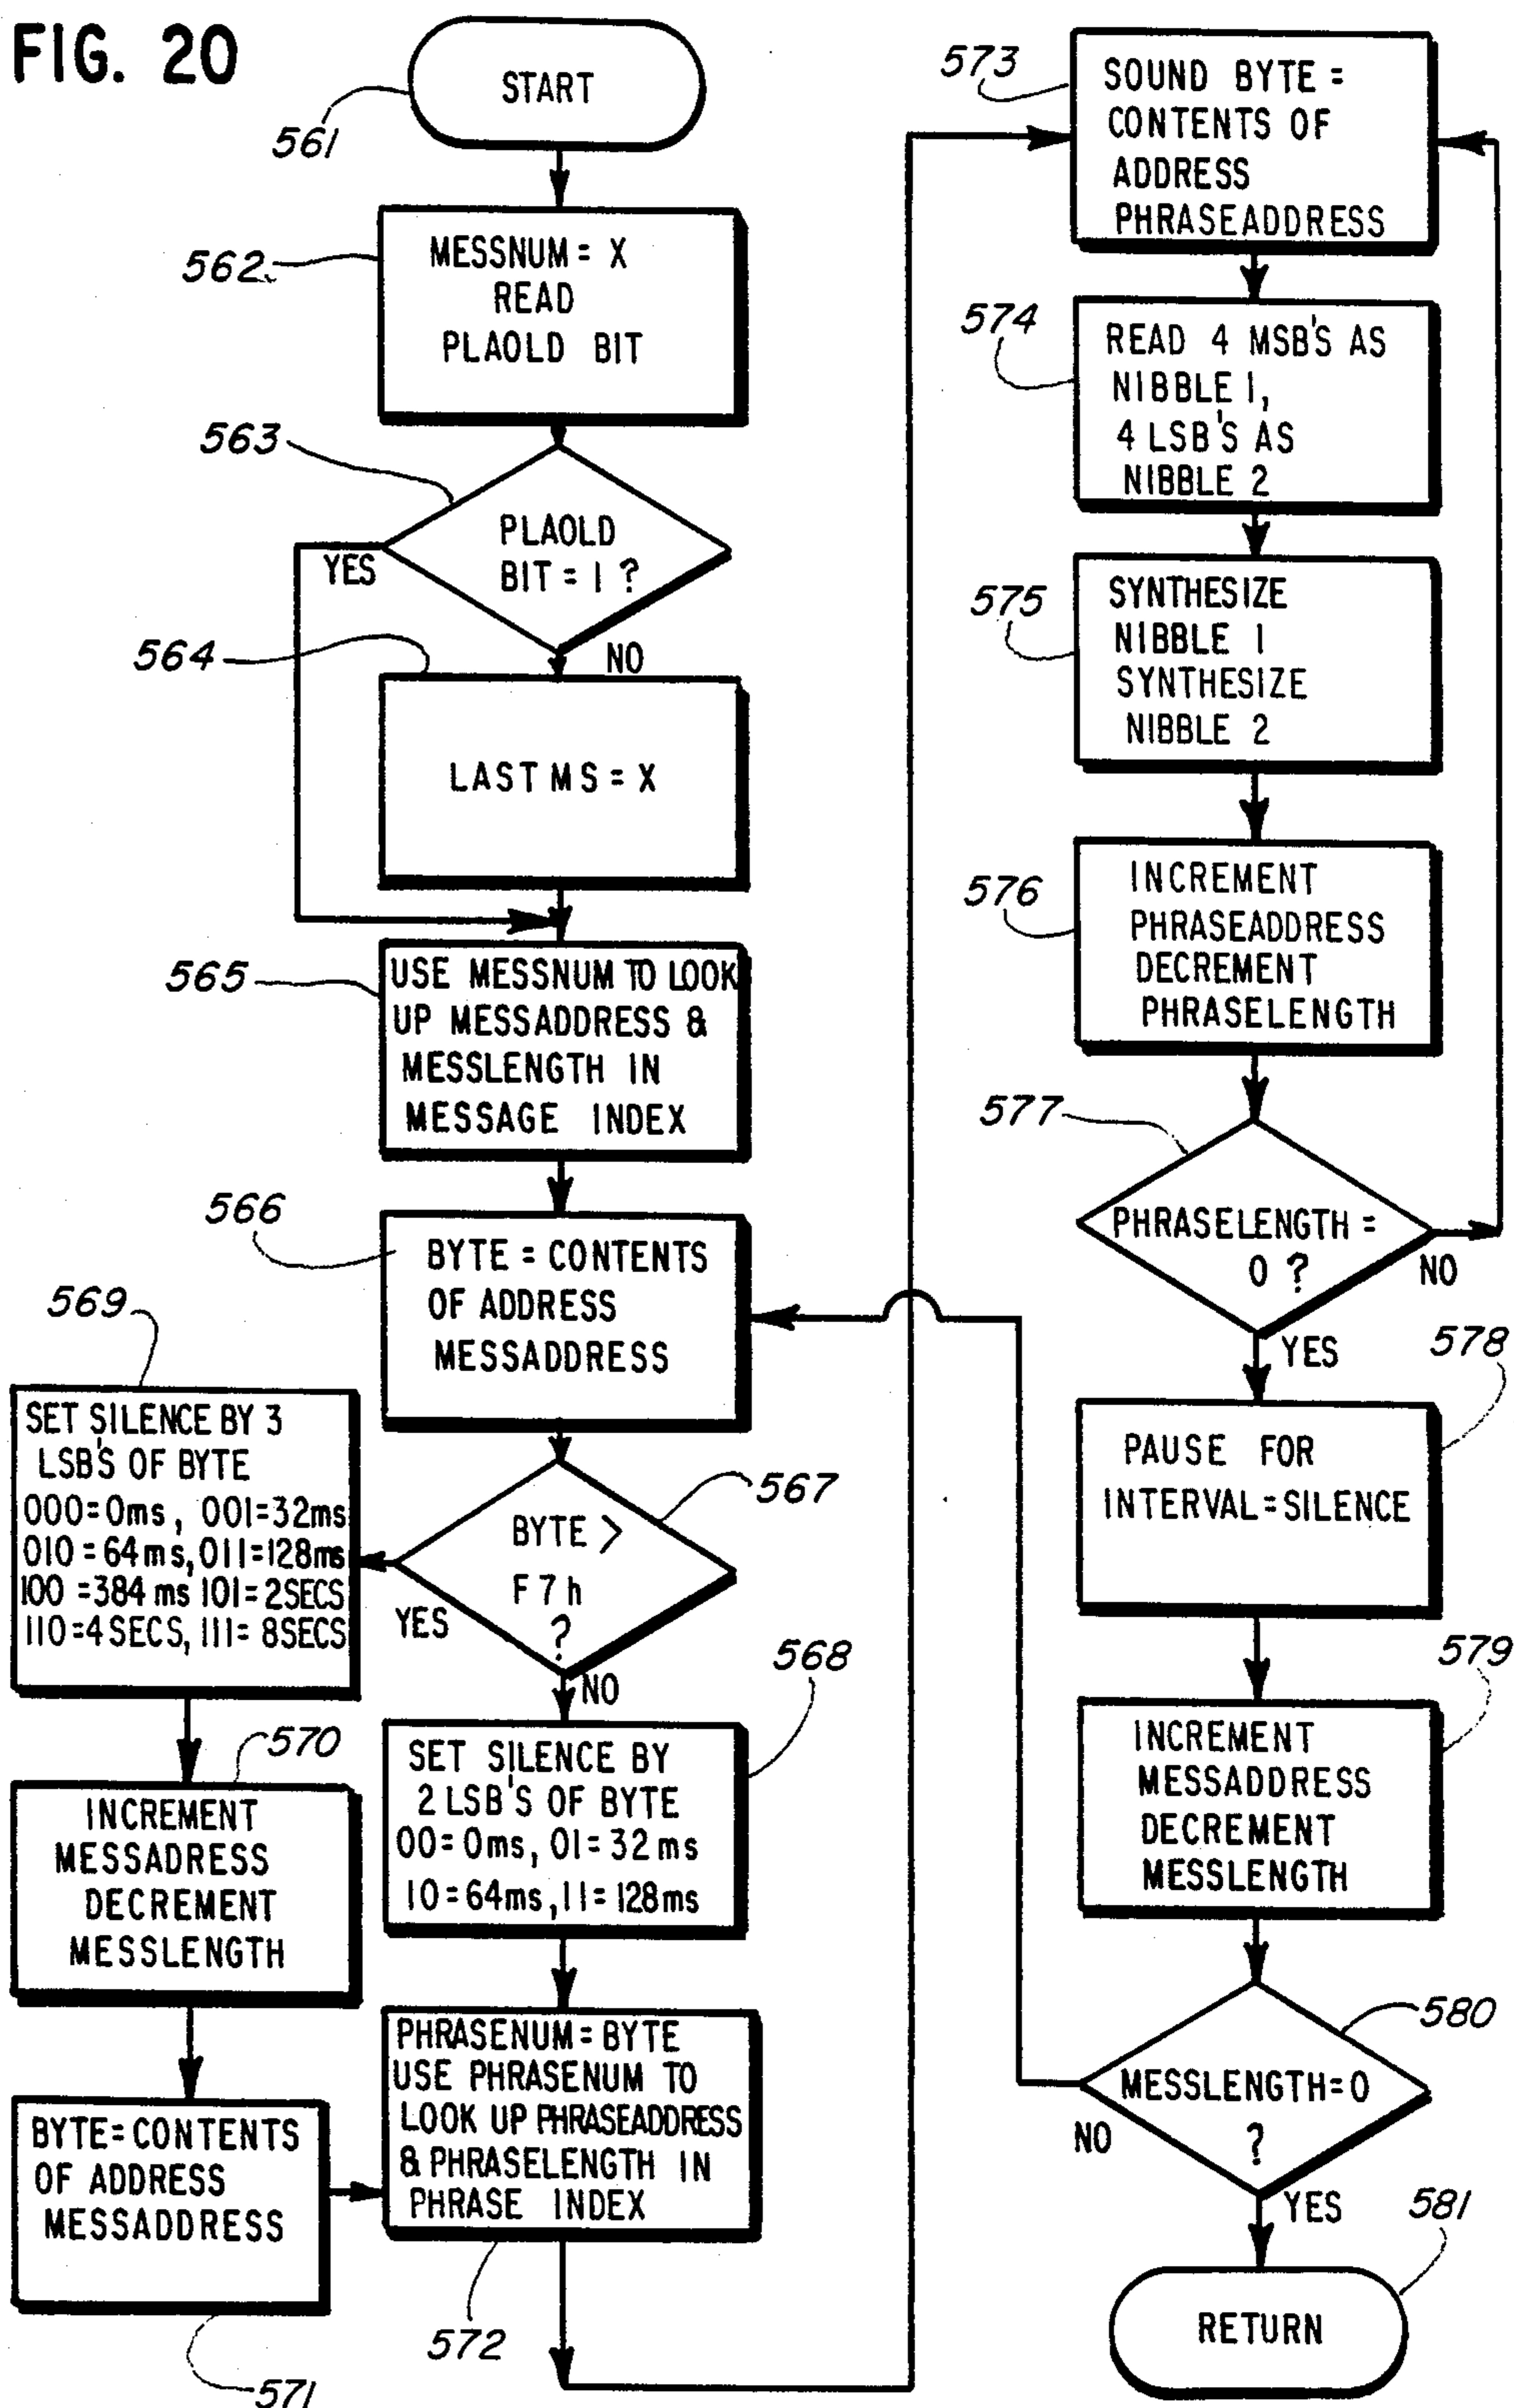 FIG. 20
START
561
562
MESSNUM = X
READ
PLAOLD BIT
563
PLAOLD
BIT = 1 ?
YES
NO
564
LAST MS = X
565
USE MESSNUM TO LOOK
UP MESSADDRESS &
MESSLENGTH IN
MESSAGE INDEX
566
BYTE = CONTENTS
OF ADDRESS
MESSADDRESS
567
BYTE >
F 7 h
?
YES
NO
569
SET SILENCE BY 3
LSB'S OF BYTE
000=0ms, 001=32ms
010=64ms, 011=128ms
100=384 ms 101=2SECS
110=4SECS, 111=8SECS
570
INCREMENT
MESSADRESS
DECREMENT
MESSLENGTH
BYTE=CONTENTS
OF ADDRESS
MESSADDRESS
571
568
SET SILENCE BY
2 LSB'S OF BYTE
00=0ms, 01=32 ms
10=64ms, 11=128ms
PHRASENUM=BYTE
USE PHRASENUM TO
LOOK UP PHRASEADDRESS
& PHRASELENGTH IN
PHRASE INDEX
572
573
SOUND BYTE =
CONTENTS OF
ADDRESS
PHRASEADDRESS
574
READ 4 MSB'S AS
NIBBLE 1,
4 LSB'S AS
NIBBLE 2
575
SYNTHESIZE
NIBBLE 1
SYNTHESIZE
NIBBLE 2
576
INCREMENT
PHRASEADDRESS
DECREMENT
PHRASELENGTH
577
PHRASELENGTH =
0 ?
NO
YES
578
PAUSE FOR
INTERVAL=SILENCE
579
INCREMENT
MESSADDRESS
DECREMENT
MESSLENGTH
580
MESSLENGTH=0
?
NO
YES
581
RETURN